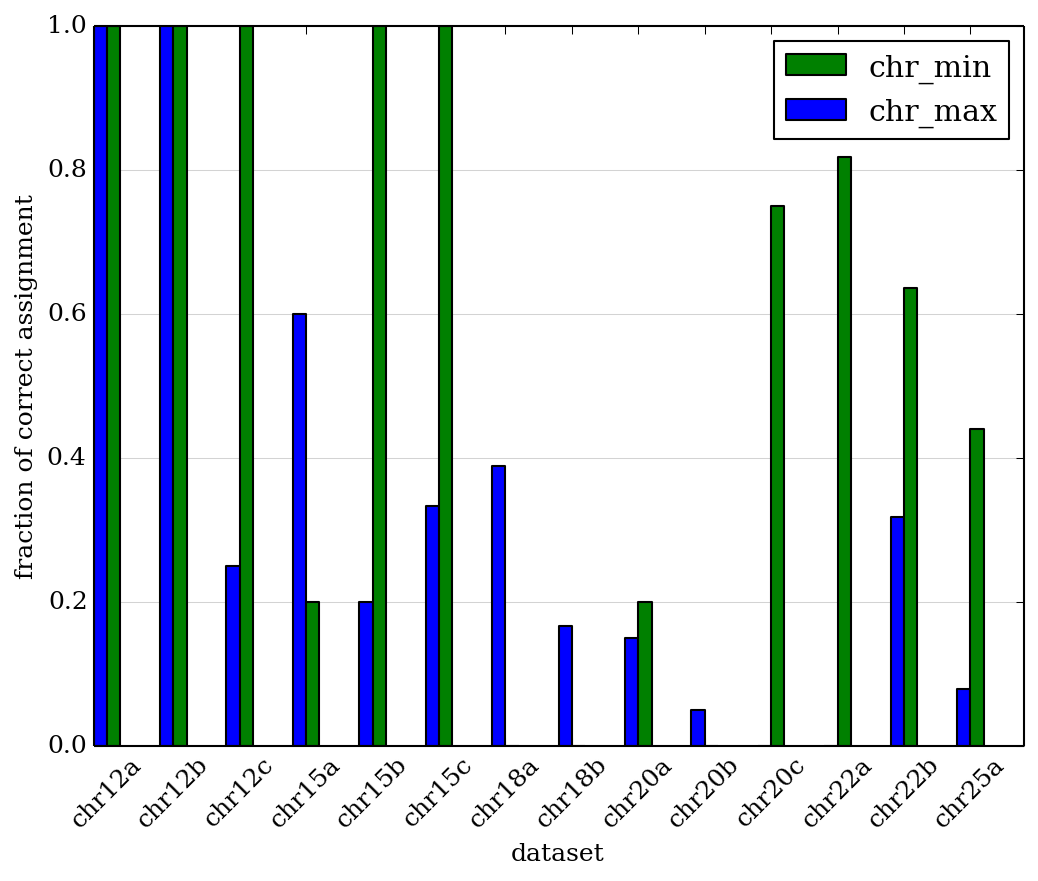 1.0
0.8
0.6
0.4
0.2
0.0
fraction of correct assignment
chr_min
chr_max
chr12a
chr12b
chr12c
chr15a
chr15b
chr15c
chr18a
chr18b
chr20a
chr20b
chr20c
chr22a
chr22b
chr25a
dataset